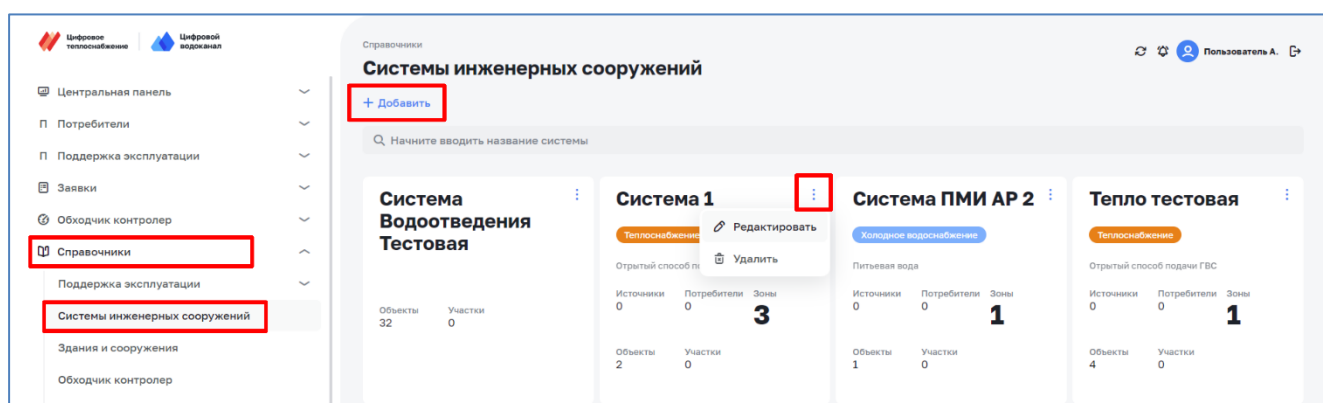 Цифровое
теплоснабжение
Цифровой
водоканал
Центральная панель
П Потребители
П Поддержка эксплуатации
Заявки
Обходчик контролер
Справочники
Поддержка эксплуатации
Системы инженерных сооружений
Здания и сооружения
Обходчик контролер
Справочники
Системы инженерных сооружений
Пользователь А.
+ Добавить
Начните вводить название системы
Система
Водоотведения
Тестовая
Объекты Участки
32 0
Система 1
Теплоснабжение
Отрытый способ п
Редактировать
Удалить
Источники Потребители Зоны
0 0 3
Объекты Участки
2 0
Система ПМИ АР 2
Холодное водоснабжение
Питьевая вода
Источники Потребители Зоны
0 0 1
Объекты Участки
1 0
Тепло тестовая
Теплоснабжение
Отрытый способ подачи ГВС
Источники Потребители Зоны
0 0 1
Объекты Участки
4 0